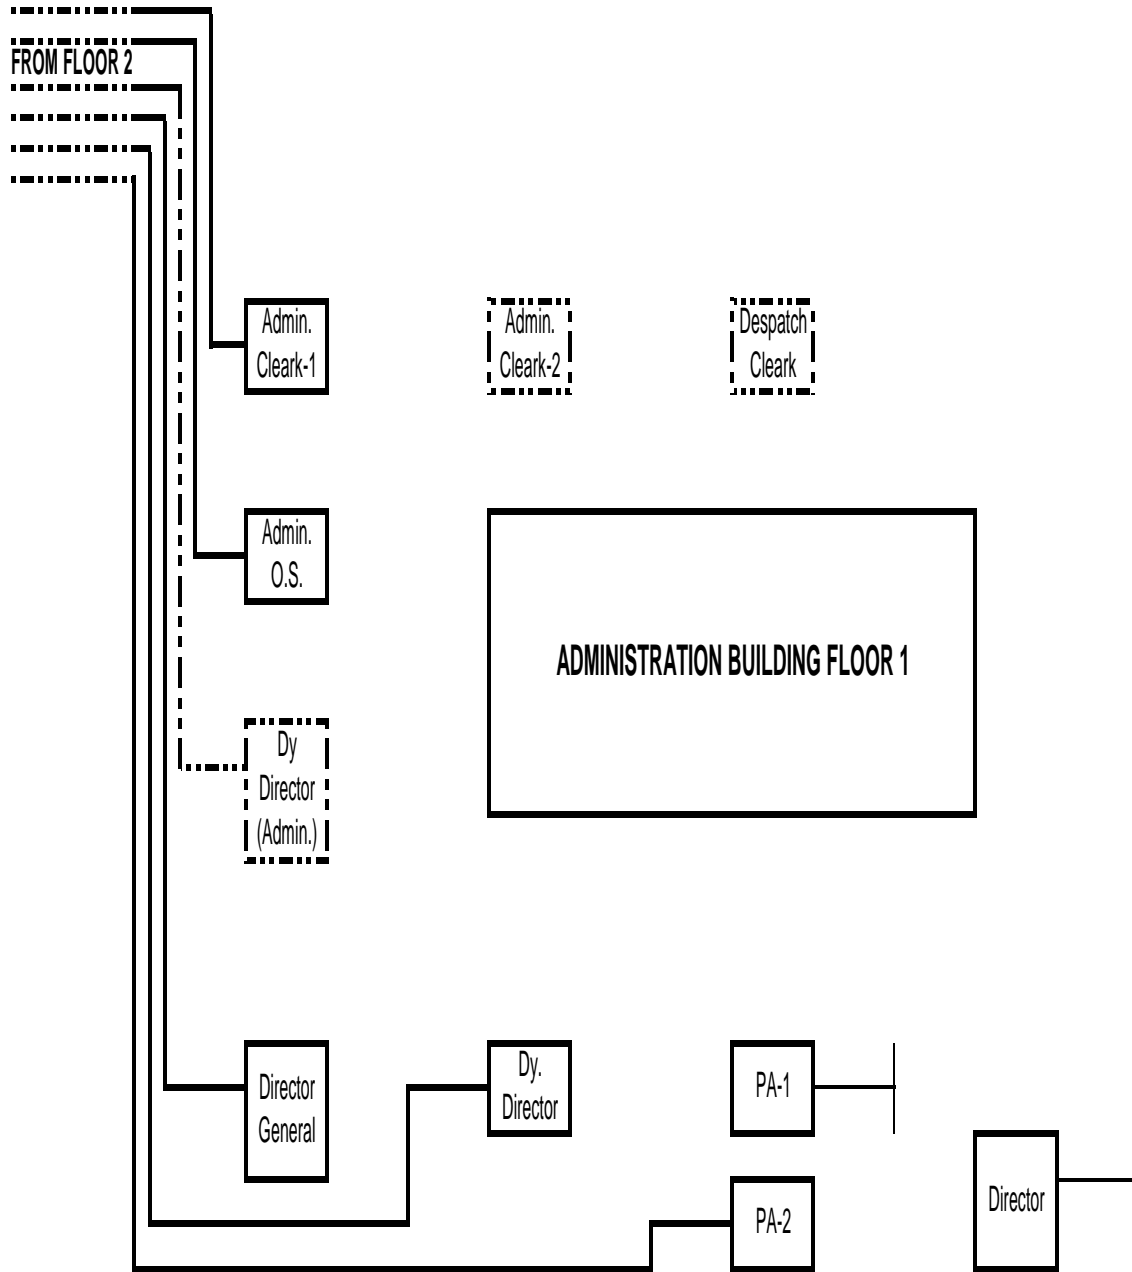 FROM FLOOR 2
Admin.
Cleark-1
Admin.
Cleark-2
Despatch
Cleark
Admin.
O.S.
ADMINISTRATION BUILDING FLOOR 1
Dy
Director
(Admin.)
Director
General
Dy.
Director
PA-1
PA-2
Director